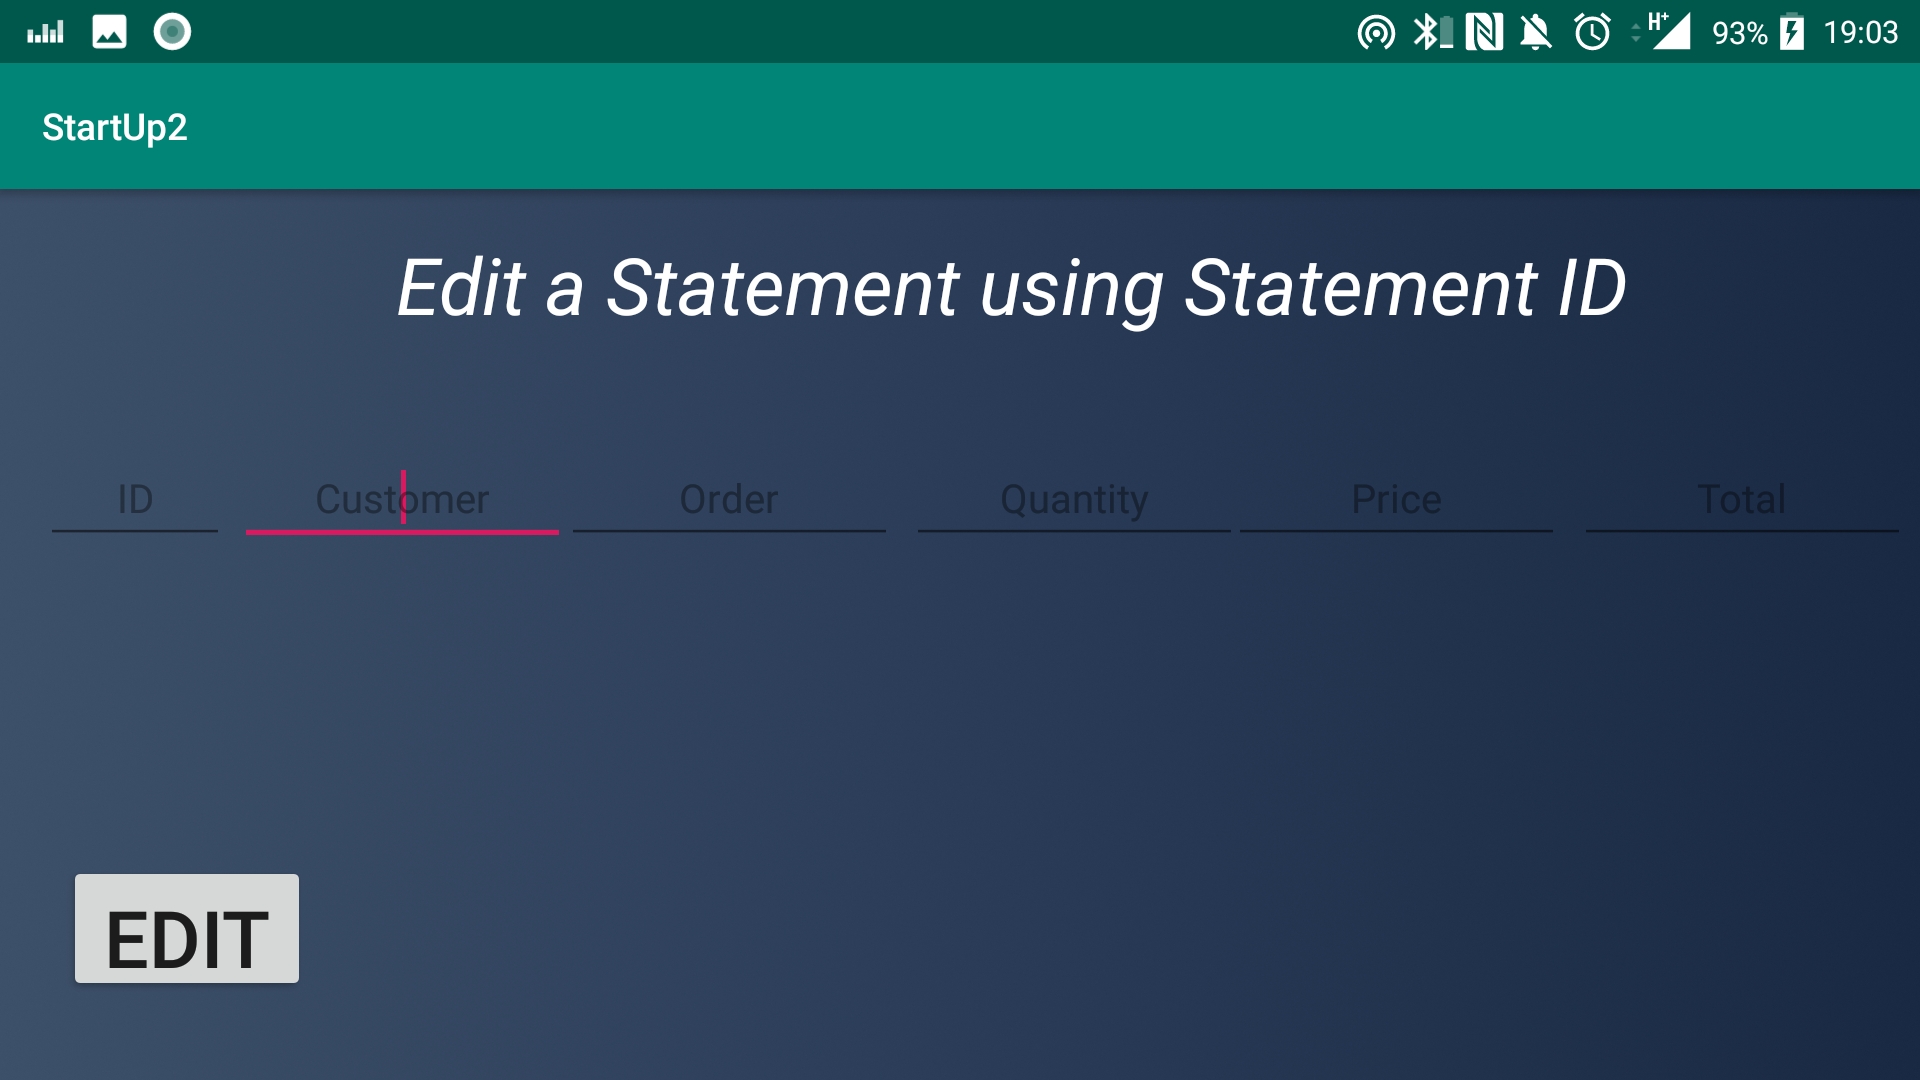 H+ 93% 19:03
StartUp2
Edit a Statement using Statement ID
ID Customer Order Quantity Price Total
EDIT